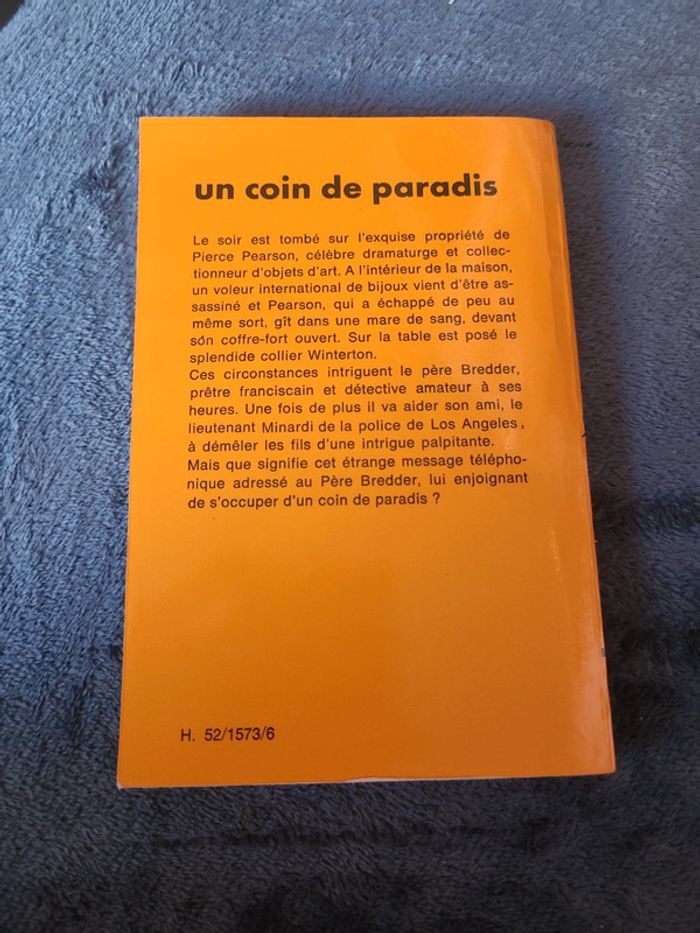 un coin de paradis
Le soir est tombé sur l'exquise propriété de
Pierce Pearson, célèbre dramaturge et collec-
tionneur d'objets d'art. A l'intérieur de la maison,
un voleur international de bijoux vient d'être as-
sassiné et Pearson, qui a échappé de peu au
même sort, gît dans une mare de sang, devant
son coffre-fort ouvert. Sur la table est posé le
splendide collier Winterton.
Ces circonstances intriguent le père Bredder,
prêtre franciscain et détective amateur à ses
heures. Une fois de plus il va aider son ami, le
lieutenant Minardi de la police de Los Angeles,
à démêler les fils d'une intrigue palpitante.
Mais que signifie cet étrange message télépho-
nique adressé au Père Bredder, lui enjoignant
de s'occuper d'un coin de paradis ?
H. 52/1573/6